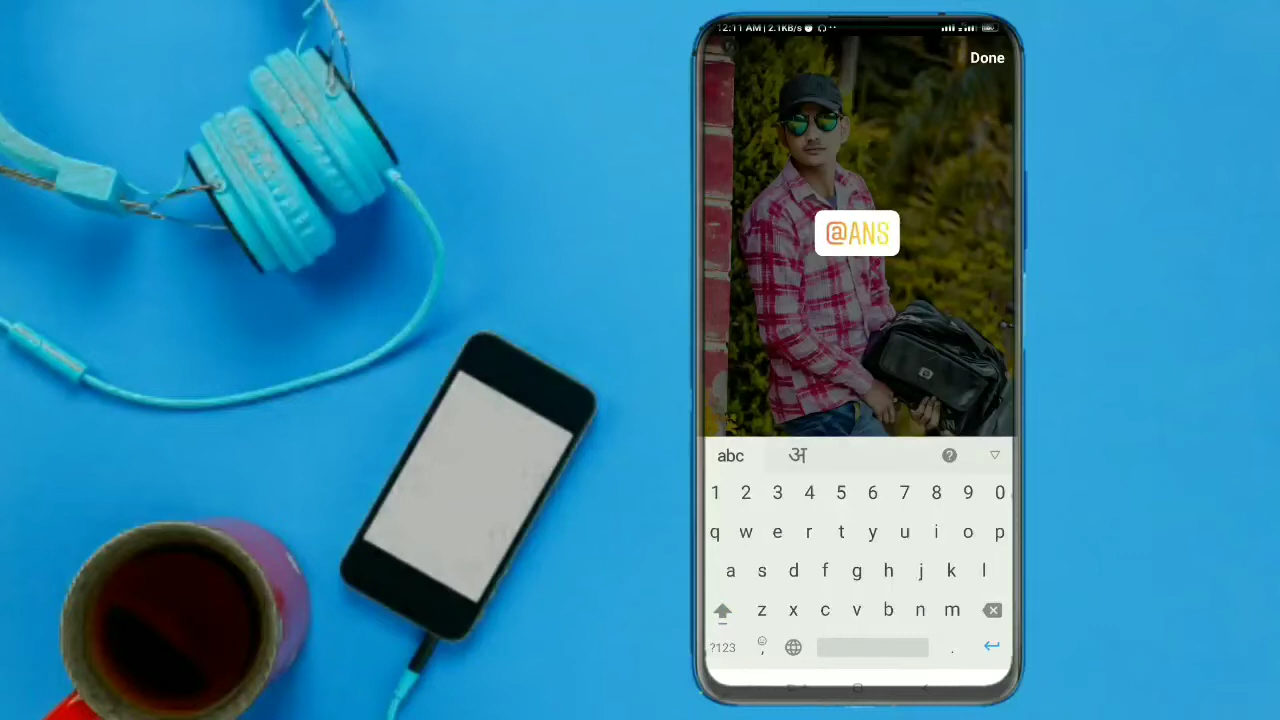 12:11 AM | 2.1KB/s
Done
@ANS
abc अ
1 2 3 4 5 6 7 8 9 0
q w e r t y u i o p
a s d f g h j k l
z x c v b n m
?123 , .